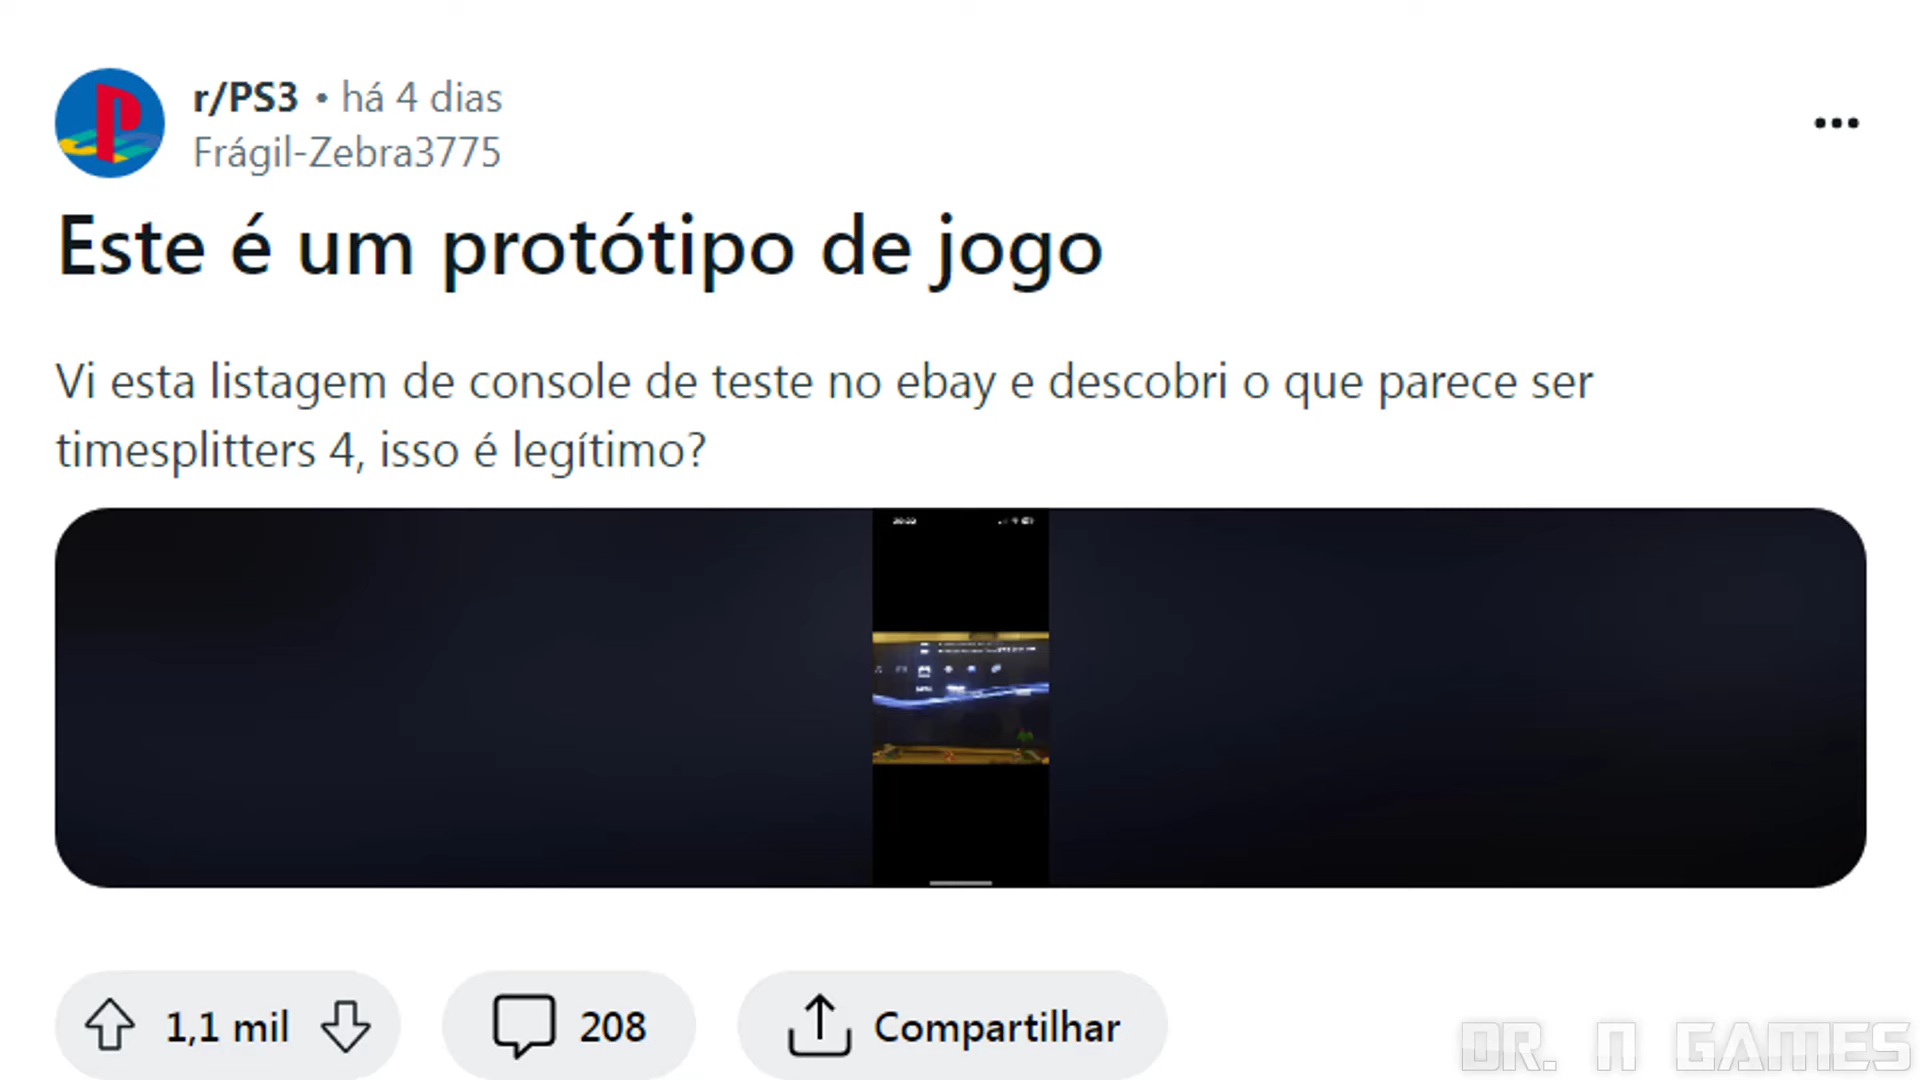 r/PS3 • há 4 dias
Frágil-Zebra3775
Este é um protótipo de jogo
Vi esta listagem de console de teste no ebay e descobri o que parece ser
timesplitters 4, isso é legítimo?
1,1 mil
208
Compartilhar
DR. N GAMES